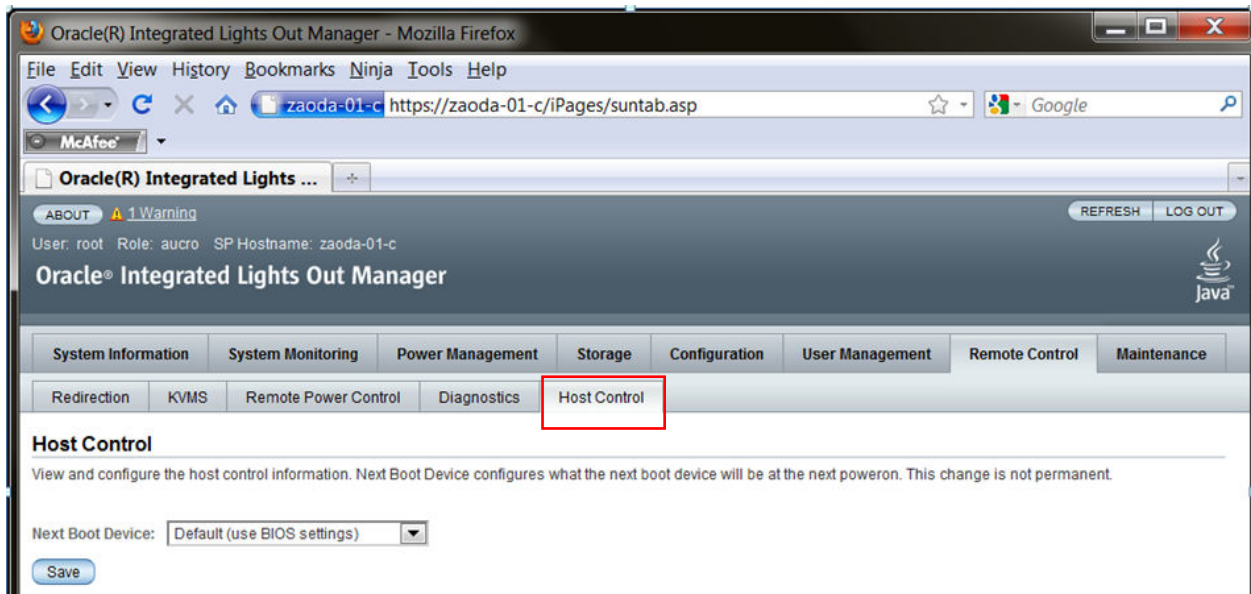 Oracle(R) Integrated Lights Out Manager - Mozilla Firefox
File Edit View History Bookmarks Ninja Tools Help
zaoda-01-c https://zaoda-01-c/iPages/suntab.asp Google
McAfee
Oracle(R) Integrated Lights ...
ABOUT 1 Warning REFRESH LOG OUT
User: root Role: aucro SP Hostname: zaoda-01-c
Oracle® Integrated Lights Out Manager
Java™
System Information System Monitoring Power Management Storage Configuration User Management Remote Control Maintenance
Redirection KVMS Remote Power Control Diagnostics Host Control
Host Control
View and configure the host control information. Next Boot Device configures what the next boot device will be at the next poweron. This change is not permanent.
Next Boot Device: Default (use BIOS settings)
Save